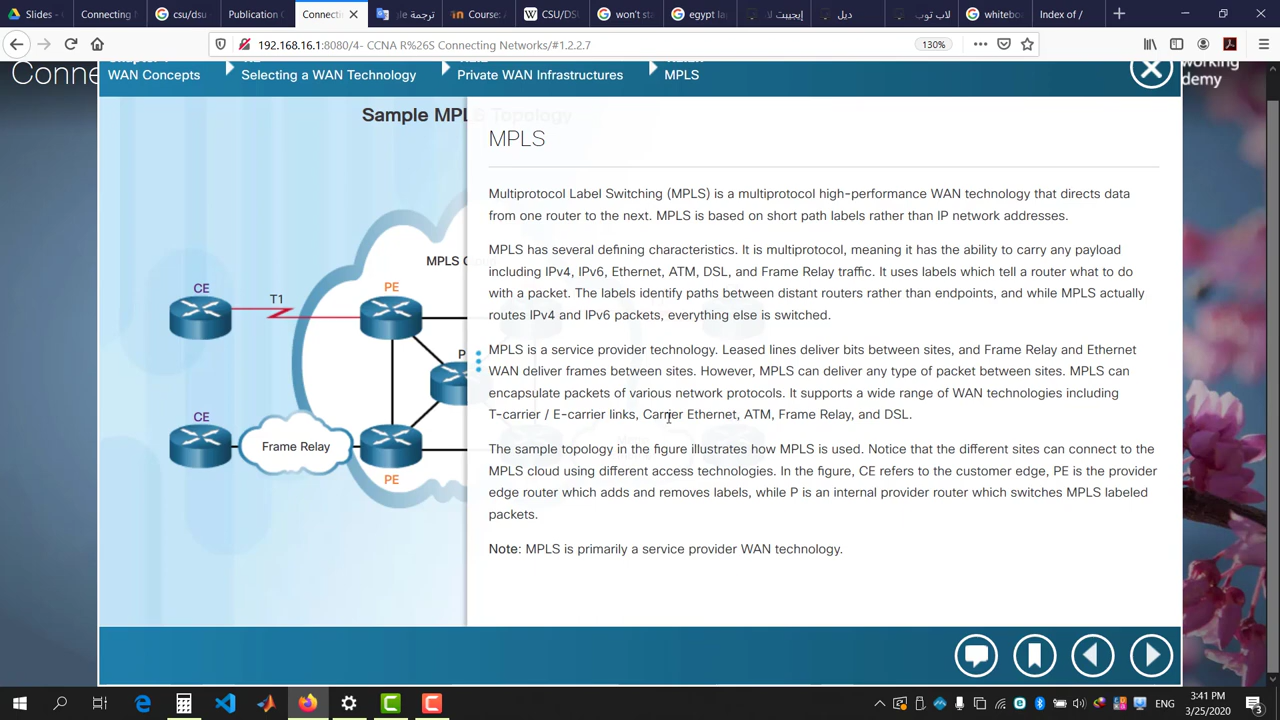 Slides -
Connecting Netw
csu/dsu
Publication C
Connecti
ترجمة
gle
Course:
CSU/DS
won't st
egypt la
إيجيبت لا
ديل
لاب توب
whitebo
Index of /
192.168.16.1:8080/4- CCNA R%26S Connecting Networks/#1.2.2.7
130%
Conne
working
demy
WAN Concepts
Selecting a WAN Technology
Private WAN Infrastructures
MPLS
Sample MPLS Topology
MPLS
Multiprotocol Label Switching (MPLS) is a multiprotocol high-performance WAN technology that directs data
from one router to the next. MPLS is based on short path labels rather than IP network addresses.
MPLS has several defining characteristics. It is multiprotocol, meaning it has the ability to carry any payload
including IPv4, IPv6, Ethernet, ATM, DSL, and Frame Relay traffic. It uses labels which tell a router what to do
with a packet. The labels identify paths between distant routers rather than endpoints, and while MPLS actually
routes IPv4 and IPv6 packets, everything else is switched.
MPLS is a service provider technology. Leased lines deliver bits between sites, and Frame Relay and Ethernet
WAN deliver frames between sites. However, MPLS can deliver any type of packet between sites. MPLS can
encapsulate packets of various network protocols. It supports a wide range of WAN technologies including
T-carrier / E-carrier links, Carrier Ethernet, ATM, Frame Relay, and DSL.
The sample topology in the figure illustrates how MPLS is used. Notice that the different sites can connect to the
MPLS cloud using different access technologies. In the figure, CE refers to the customer edge, PE is the provider
edge router which adds and removes labels, while P is an internal provider router which switches MPLS labeled
packets.
Note: MPLS is primarily a service provider WAN technology.
MPLS C
CE
T1
PE
P
CE
Frame Relay
PE
ENG
3:41 PM
3/25/2020
3